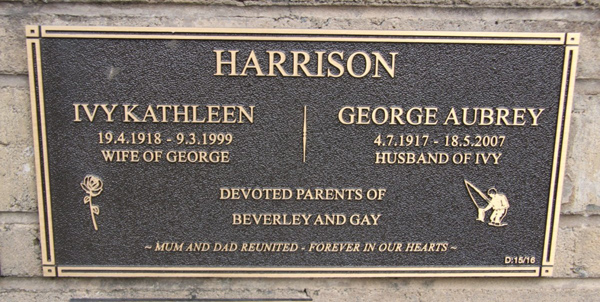 HARRISON
IVY KATHLEEN
19.4.1918 - 9.3.1999
WIFE OF GEORGE
GEORGE AUBREY
4.7.1917 - 18.5.2007
HUSBAND OF IVY
DEVOTED PARENTS OF
BEVERLEY AND GAY
~ MUM AND DAD REUNITED - FOREVER IN OUR HEARTS ~
D:15/16